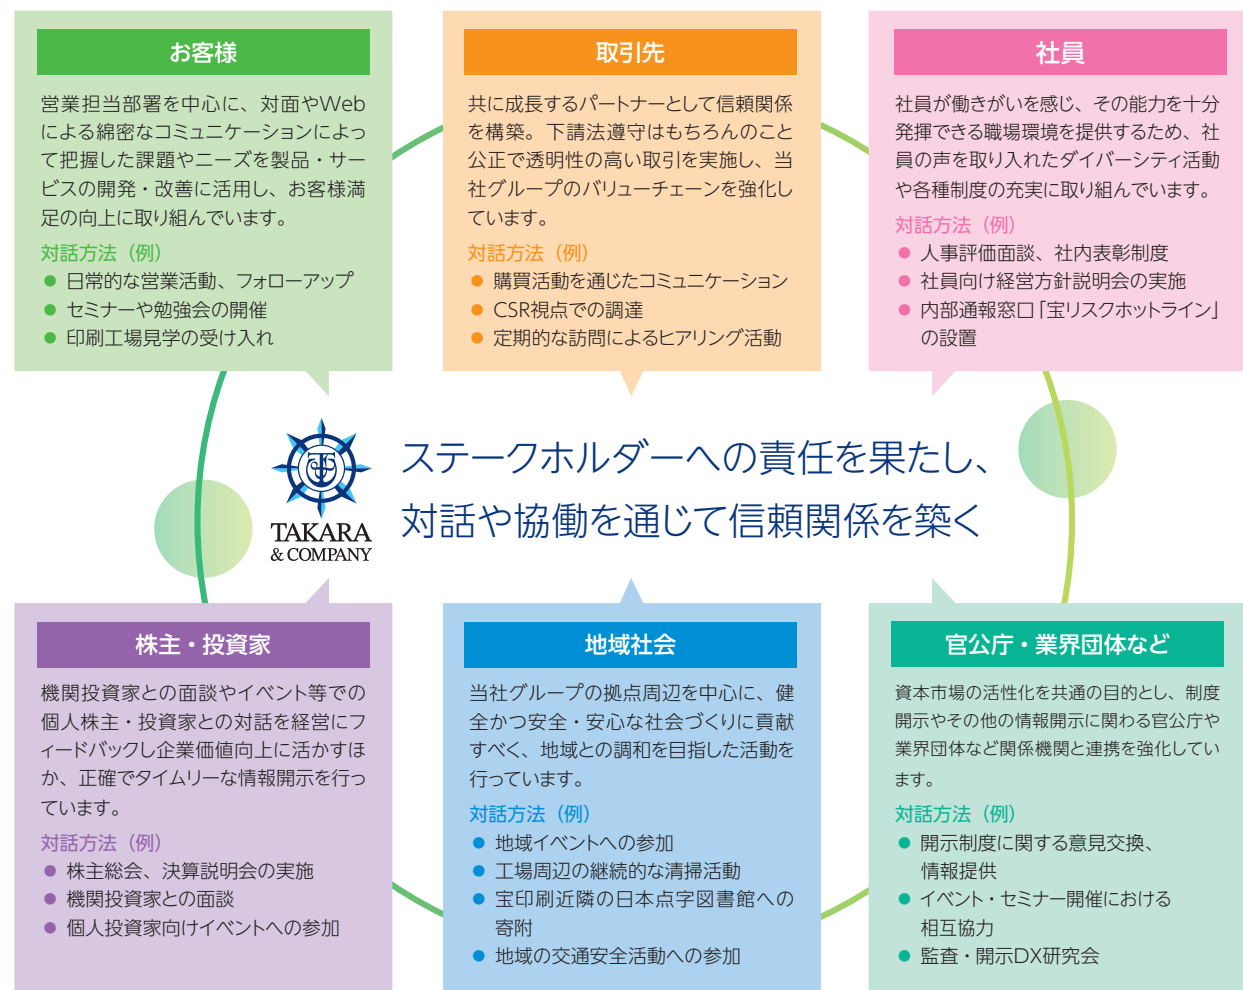 お客様
営業担当部署を中心に、対面やWeb
による綿密なコミュニケーションによっ
て把握した課題やニーズを製品・サー
ビスの開発・改善に活用し、お客様満
足の向上に取り組んでいます。
対話方法（例）
● 日常的な営業活動、フォローアップ
● セミナーや勉強会の開催
● 印刷工場見学の受け入れ
取引先
共に成長するパートナーとして信頼関係
を構築。下請法遵守はもちろんのこと
公正で透明性の高い取引を実施し、当
社グループのバリューチェーンを強化し
ています。
対話方法（例）
● 購買活動を通じたコミュニケーション
● CSR視点での調達
● 定期的な訪問によるヒアリング活動
社員
社員が働きがいを感じ、その能力を十分
発揮できる職場環境を提供するため、社
員の声を取り入れたダイバーシティ活動
や各種制度の充実に取り組んでいます。
対話方法（例）
● 人事評価面談、社内表彰制度
● 社員向け経営方針説明会の実施
● 内部通報窓口「宝リスクホットライン」
の設置
TAKARA
& COMPANY
ステークホルダーへの責任を果たし、
対話や協働を通じて信頼関係を築く
株主・投資家
機関投資家との面談やイベント等での
個人株主・投資家との対話を経営にフ
ィードバックし企業価値向上に活かすほ
か、正確でタイムリーな情報開示を行っ
ています。
対話方法（例）
● 株主総会、決算説明会の実施
● 機関投資家との面談
● 個人投資家向けイベントへの参加
地域社会
当社グループの拠点周辺を中心に、健
全かつ安全・安心な社会づくりに貢献
すべく、地域との調和を目指した活動を
行っています。
対話方法（例）
● 地域イベントへの参加
● 工場周辺の継続的な清掃活動
● 宝印刷近隣の日本点字図書館への
寄附
● 地域の交通安全活動への参加
官公庁・業界団体など
資本市場の活性化を共通の目的とし、制度
開示やその他の情報開示に関わる官公庁や
業界団体など関係機関と連携を強化してい
ます。
対話方法（例）
● 開示制度に関する意見交換、
情報提供
● イベント・セミナー開催における
相互協力
● 監査・開示DX研究会